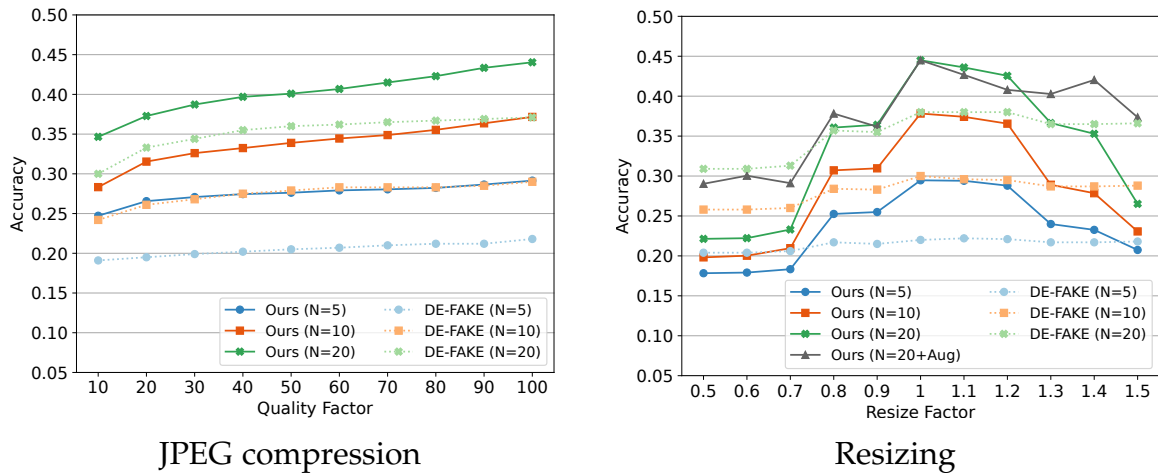 0.50
0.45
0.40
0.35
0.30
0.25
0.20
0.15
0.10
0.05
Accuracy
10 20 30 40 50 60 70 80 90 100
Quality Factor
Ours (N=5) DE-FAKE (N=5)
Ours (N=10) DE-FAKE (N=10)
Ours (N=20) DE-FAKE (N=20)
JPEG compression
0.50
0.45
0.40
0.35
0.30
0.25
0.20
0.15
0.10
0.05
Accuracy
0.5 0.6 0.7 0.8 0.9 1 1.1 1.2 1.3 1.4 1.5
Resize Factor
Ours (N=5) DE-FAKE (N=5)
Ours (N=10) DE-FAKE (N=10)
Ours (N=20) DE-FAKE (N=20)
Ours (N=20+Aug)
Resizing